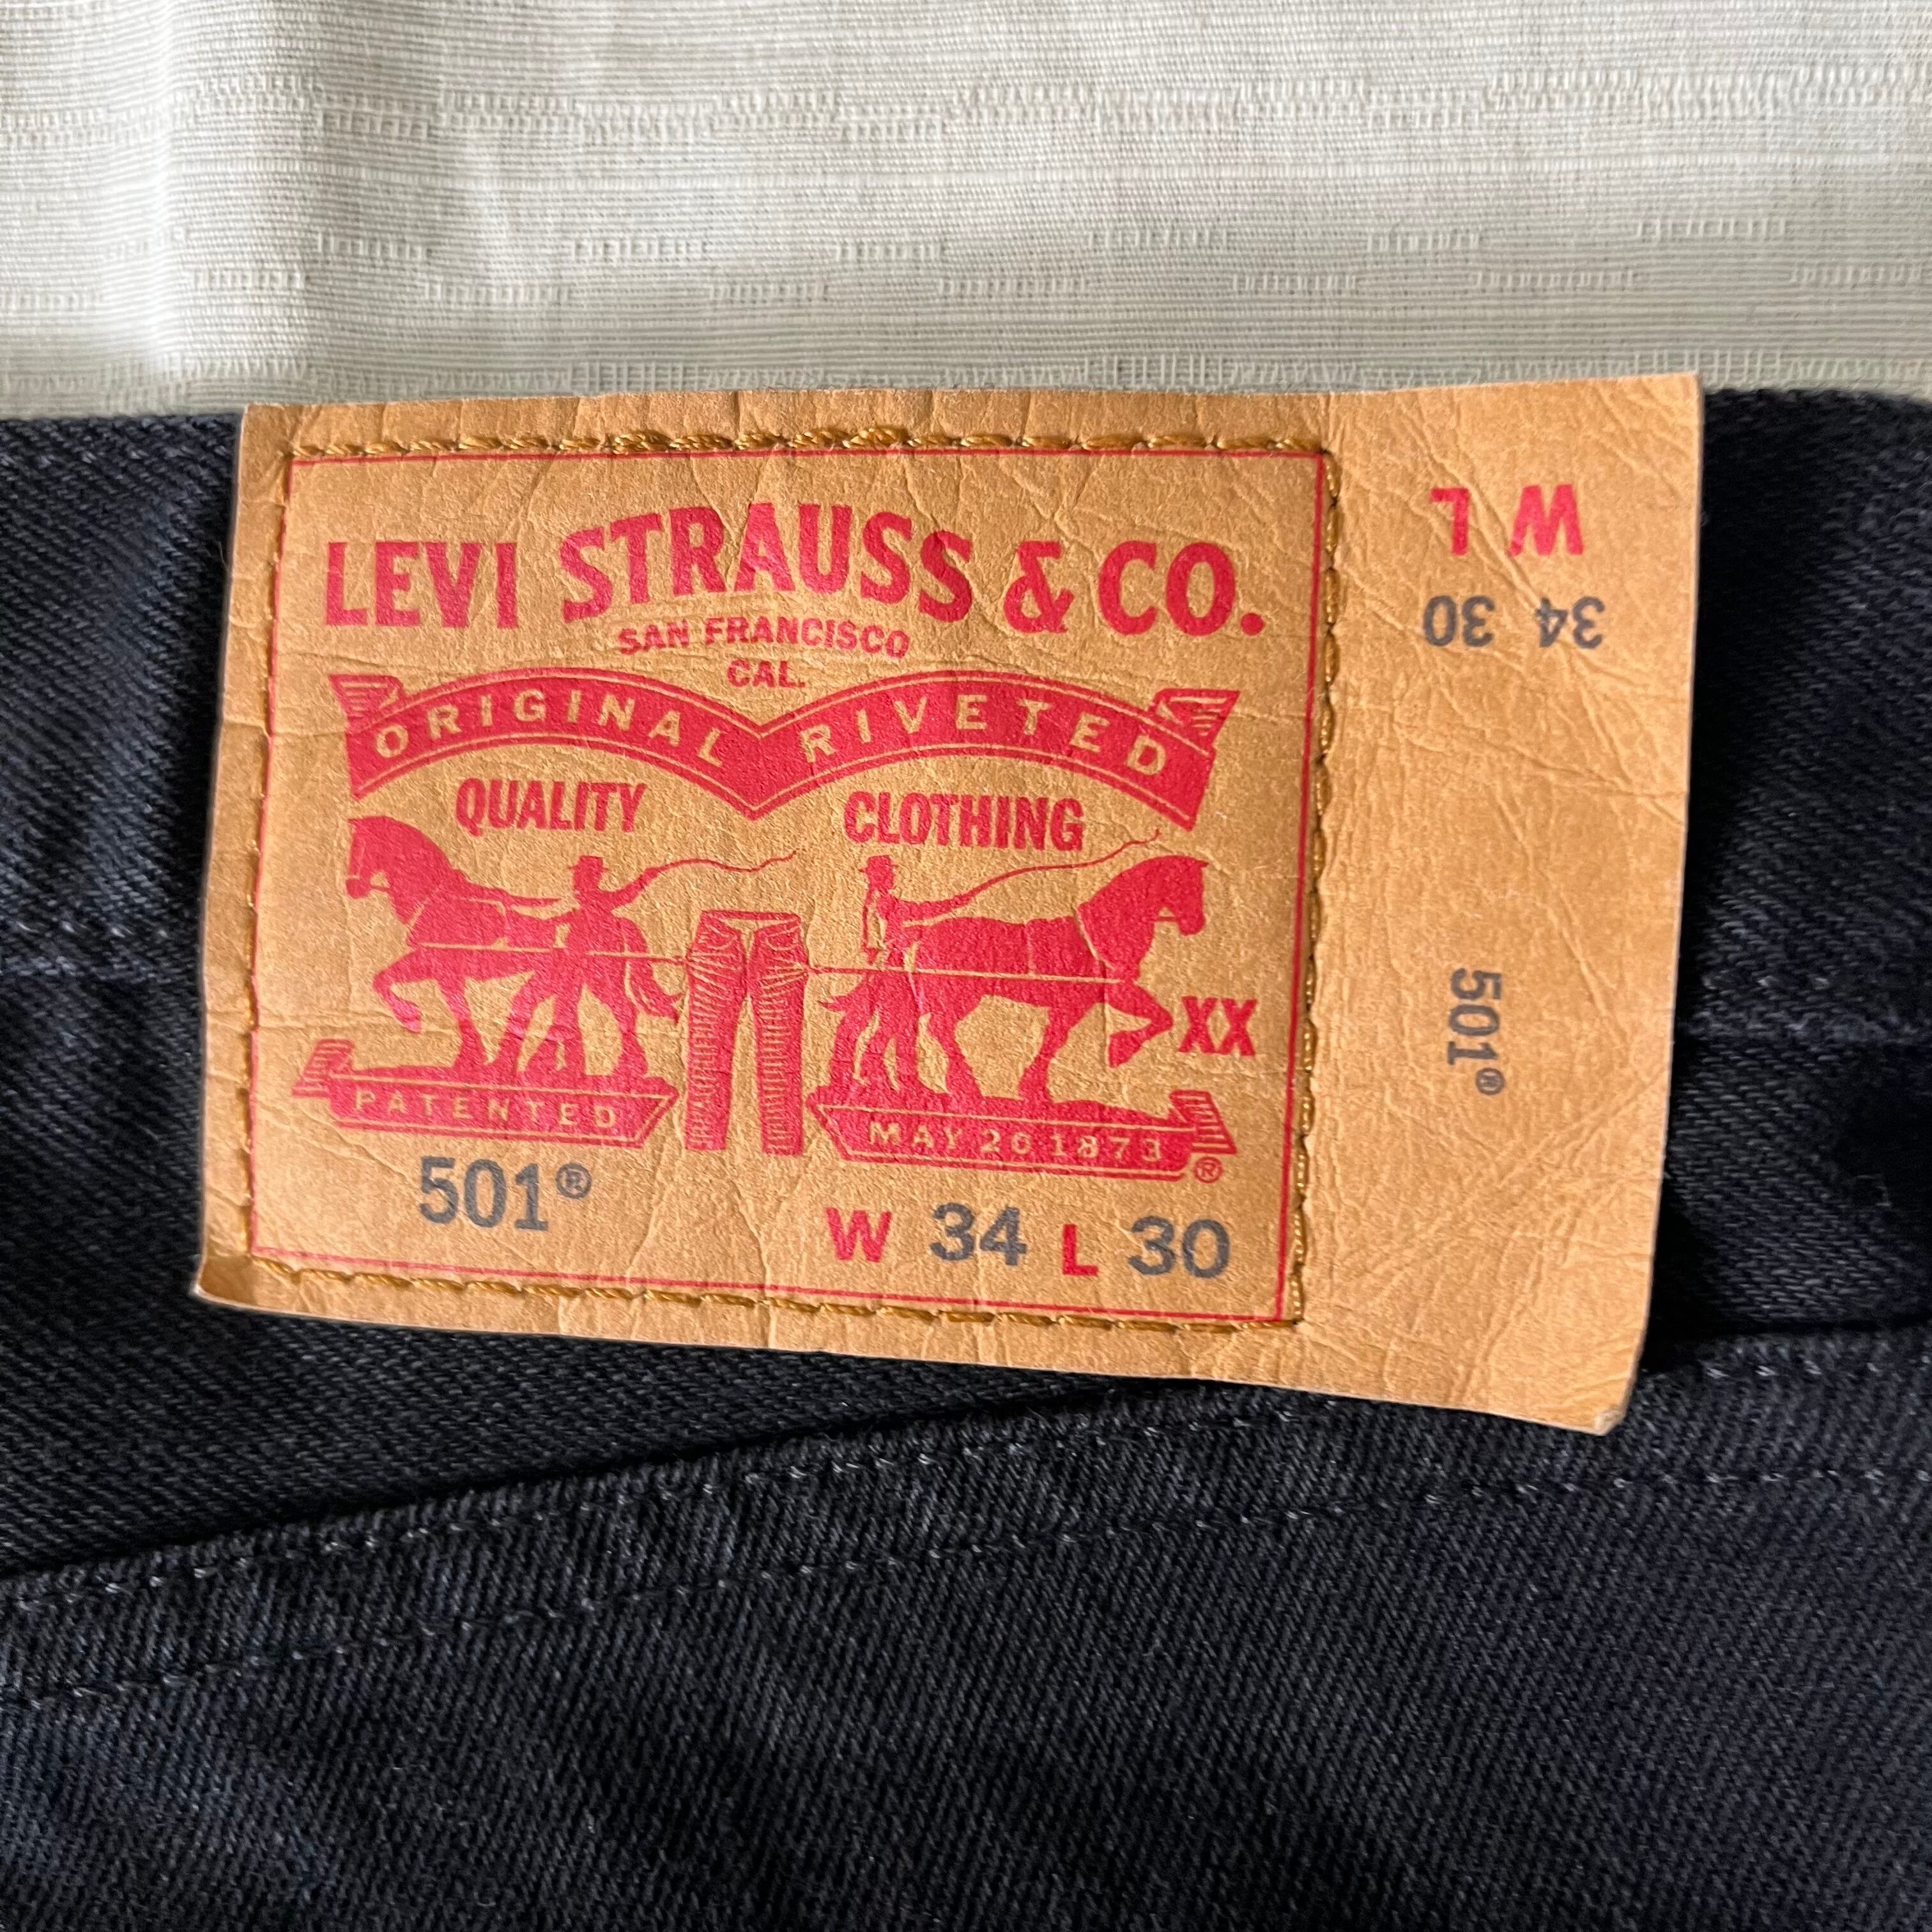 LEVI STRAUSS & CO.
SAN FRANCISCO
CAL.
ORIGINAL RIVETED
QUALITY CLOTHING
XX
PATENTED MAY 20 1873 ®
501® W 34 L 30
W L
34 30
501®